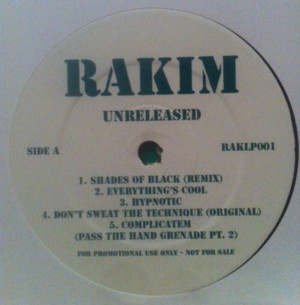 RAKIM
UNRELEASED
SIDE A RAKLP001
1. SHADES OF BLACK (REMIX)
2. EVERYTHING'S COOL
3. HYPNOTIC
4. DON'T SWEAT THE TECHNIQUE (ORIGINAL)
5. COMPLICATEM
(PASS THE HAND GRENADE PT. 2)
FOR PROMOTIONAL USE ONLY - NOT FOR SALE